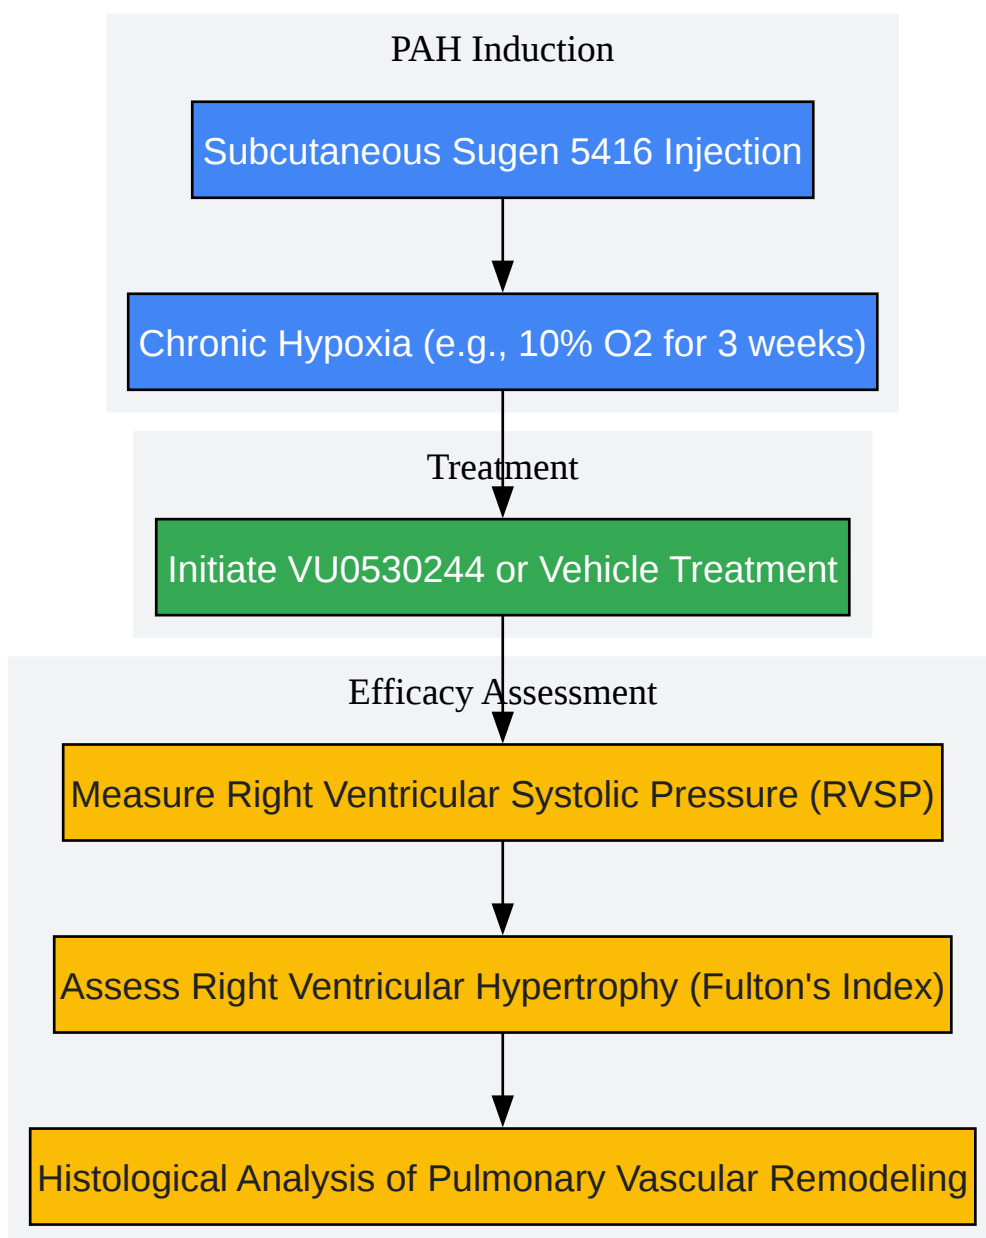 PAH Induction
Subcutaneous Sugen 5416 Injection
Chronic Hypoxia (e.g., 10% O2 for 3 weeks)
Treatment
Initiate VU0530244 or Vehicle Treatment
Efficacy Assessment
Measure Right Ventricular Systolic Pressure (RVSP)
Assess Right Ventricular Hypertrophy (Fulton's Index)
Histological Analysis of Pulmonary Vascular Remodeling